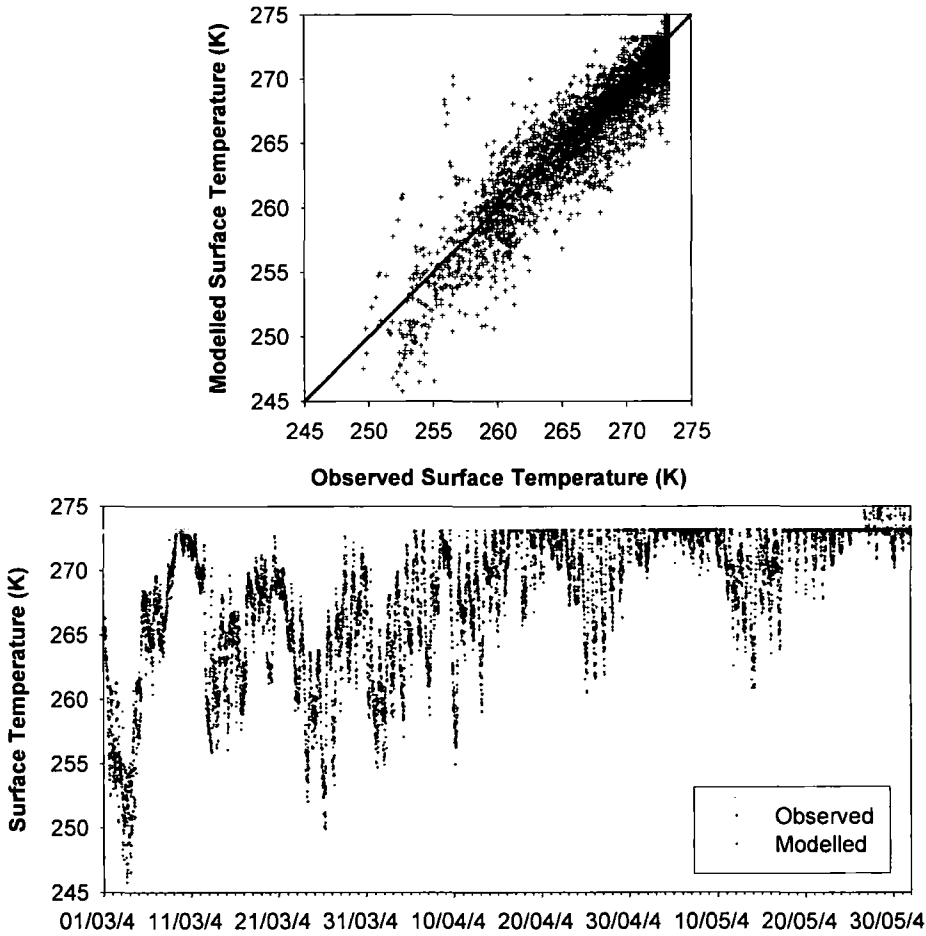 Modelled Surface Temperature (K)
275
270
265
260
255
250
245
245 250 255 260 265 270 275
Observed Surface Temperature (K)
Surface Temperature (K)
275
270
265
260
255
250
245
Observed
Modelled
01/03/4 11/03/4 21/03/4 31/03/4 10/04/4 20/04/4 30/04/4 10/05/4 20/05/4 30/05/4